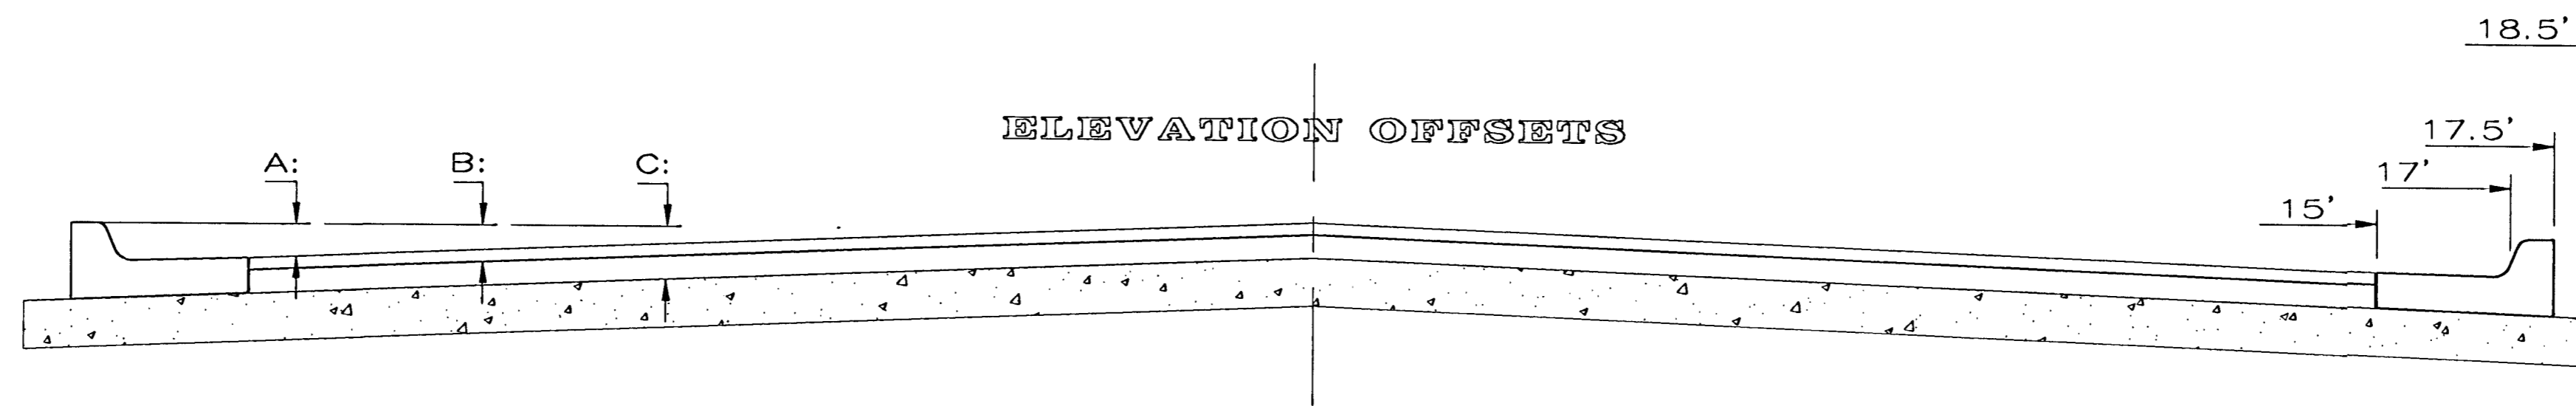 18.5'
ELEVATION OFFSETS
17.5'
A:
B:
C:
17'
15'